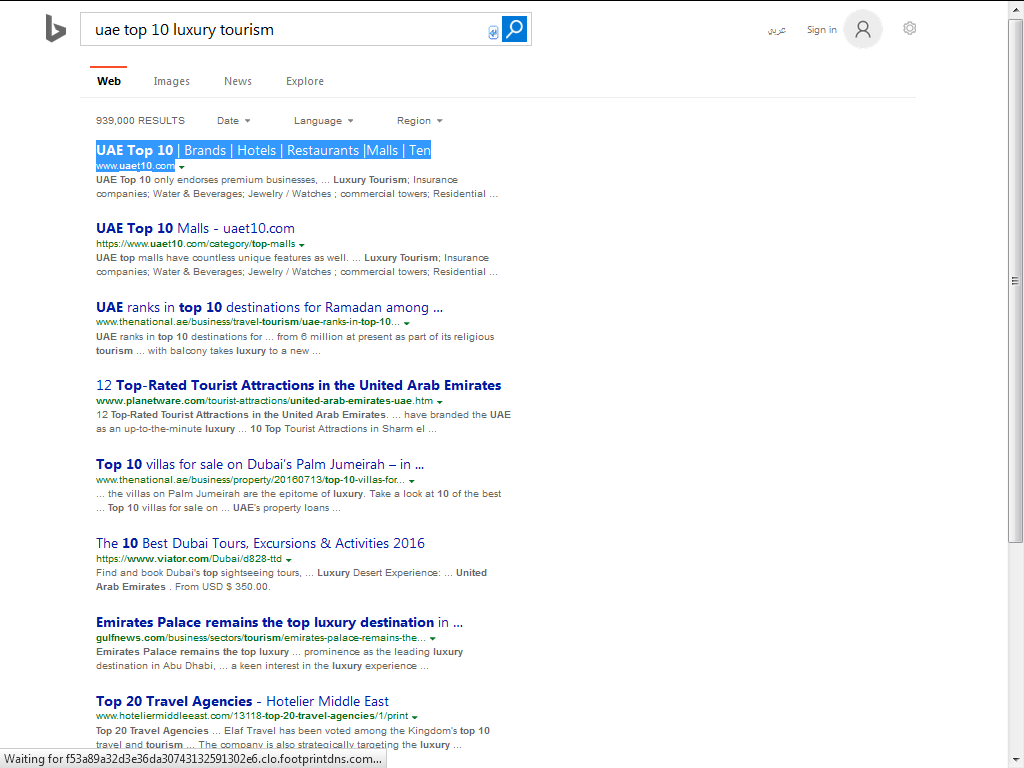 uae top 10 luxury tourism
عربي
Sign in
Web Images News Explore
939,000 RESULTS Date Language Region
UAE Top 10 | Brands | Hotels | Restaurants |Malls | Ten
www.uaet10.com
UAE Top 10 only endorses premium businesses, ... Luxury Tourism; Insurance
companies; Water & Beverages; Jewelry / Watches ; commercial towers; Residential ...
UAE Top 10 Malls - uaet10.com
https://www.uaet10.com/category/top-malls
UAE top malls have countless unique features as well. ... Luxury Tourism; Insurance
companies; Water & Beverages; Jewelry / Watches ; commercial towers; Residential ...
UAE ranks in top 10 destinations for Ramadan among ...
www.thenational.ae/business/travel-tourism/uae-ranks-in-top-10...
UAE ranks in top 10 destinations for ... from 6 million at present as part of its religious
tourism ... with balcony takes luxury to a new ...
12 Top-Rated Tourist Attractions in the United Arab Emirates
www.planetware.com/tourist-attractions/united-arab-emirates-uae.htm
12 Top-Rated Tourist Attractions in the United Arab Emirates. ... have branded the UAE
as an up-to-the-minute luxury ... 10 Top Tourist Attractions in Sharm el ...
Top 10 villas for sale on Dubai's Palm Jumeirah – in ...
www.thenational.ae/business/property/20160713/top-10-villas-for...
... the villas on Palm Jumeirah are the epitome of luxury. Take a look at 10 of the best
... Top 10 villas for sale on ... UAE's property loans ...
The 10 Best Dubai Tours, Excursions & Activities 2016
https://www.viator.com/Dubai/d828-ttd
Find and book Dubai's top sightseeing tours, ... Luxury Desert Experience: ... United
Arab Emirates . From USD $ 350.00.
Emirates Palace remains the top luxury destination in ...
gulfnews.com/business/sectors/tourism/emirates-palace-remains-the...
Emirates Palace remains the top luxury ... prominence as the leading luxury
destination in Abu Dhabi, ... a keen interest in the luxury experience ...
Top 20 Travel Agencies - Hotelier Middle East
www.hoteliermiddleeast.com/13118-top-20-travel-agencies/1/print
Top 20 Travel Agencies ... Elaf Travel has been voted among the Kingdom's top 10
travel and tourism ... The company is also strategically targeting the luxury ...
Waiting for f53a89a32d3e36da30743132591302e6.clo.footprintdns.com...